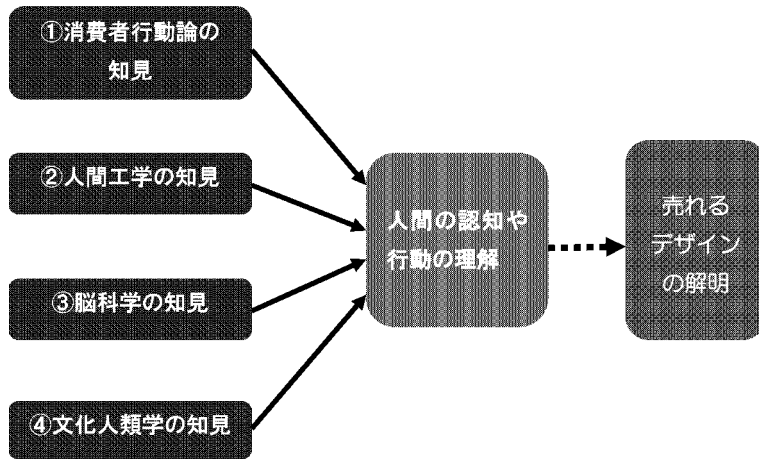 ①消費者行動論の
知見
②人間工学の知見
③脳科学の知見
④文化人類学の知見
人間の認知や
行動の理解
売れる
デザイン
の解明